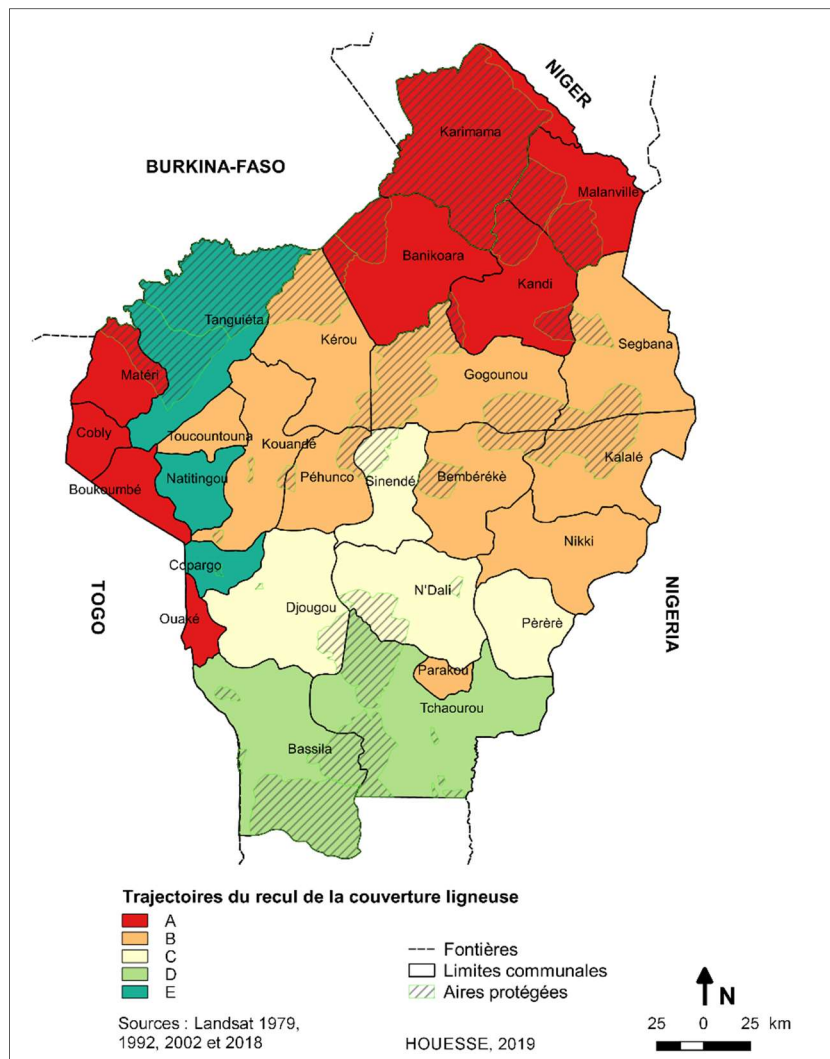 NIGER
Karimama
BURKINA-FASO
Malanville
Banikoara
Kandi
Tanguiéta
Kérou
Segbana
Matéri
Gogounou
Cobly
Toucountouna
Kouandé
Kalalé
Natitingou
Péhunco
Sinendé
Bembérékè
Boukoumbé
Nikki
Copargo
TOGO
N'Dali
NIGERIA
Djougou
Ouaké
Pèrèrè
Parakou
Tchaourou
Bassila
Trajectoires du recul de la couverture ligneuse
A
B
C
D
E
Fontières
Limites communales
Aires protégées
N
Sources : Landsat 1979,
1992, 2002 et 2018
HOUESSE, 2019
25 0 25 km